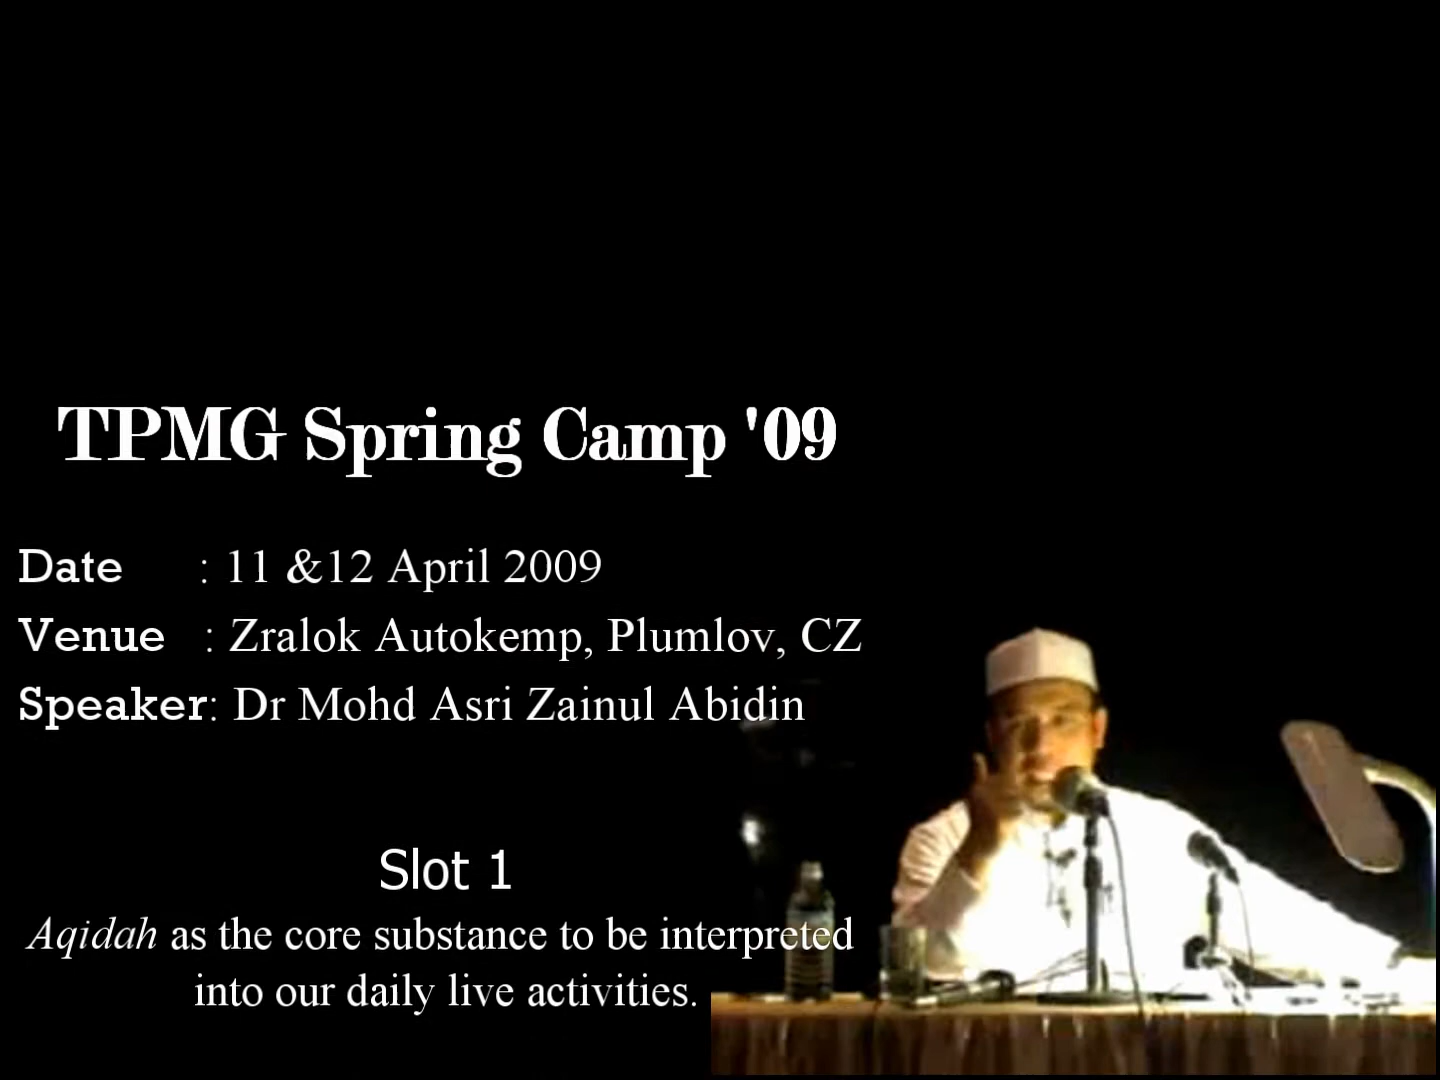 TPMG Spring Camp '09
Date : 11 &12 April 2009
Venue : Zralok Autokemp, Plumlov, CZ
Speaker: Dr Mohd Asri Zainul Abidin
Slot 1
Aqidah as the core substance to be interpreted
into our daily live activities.